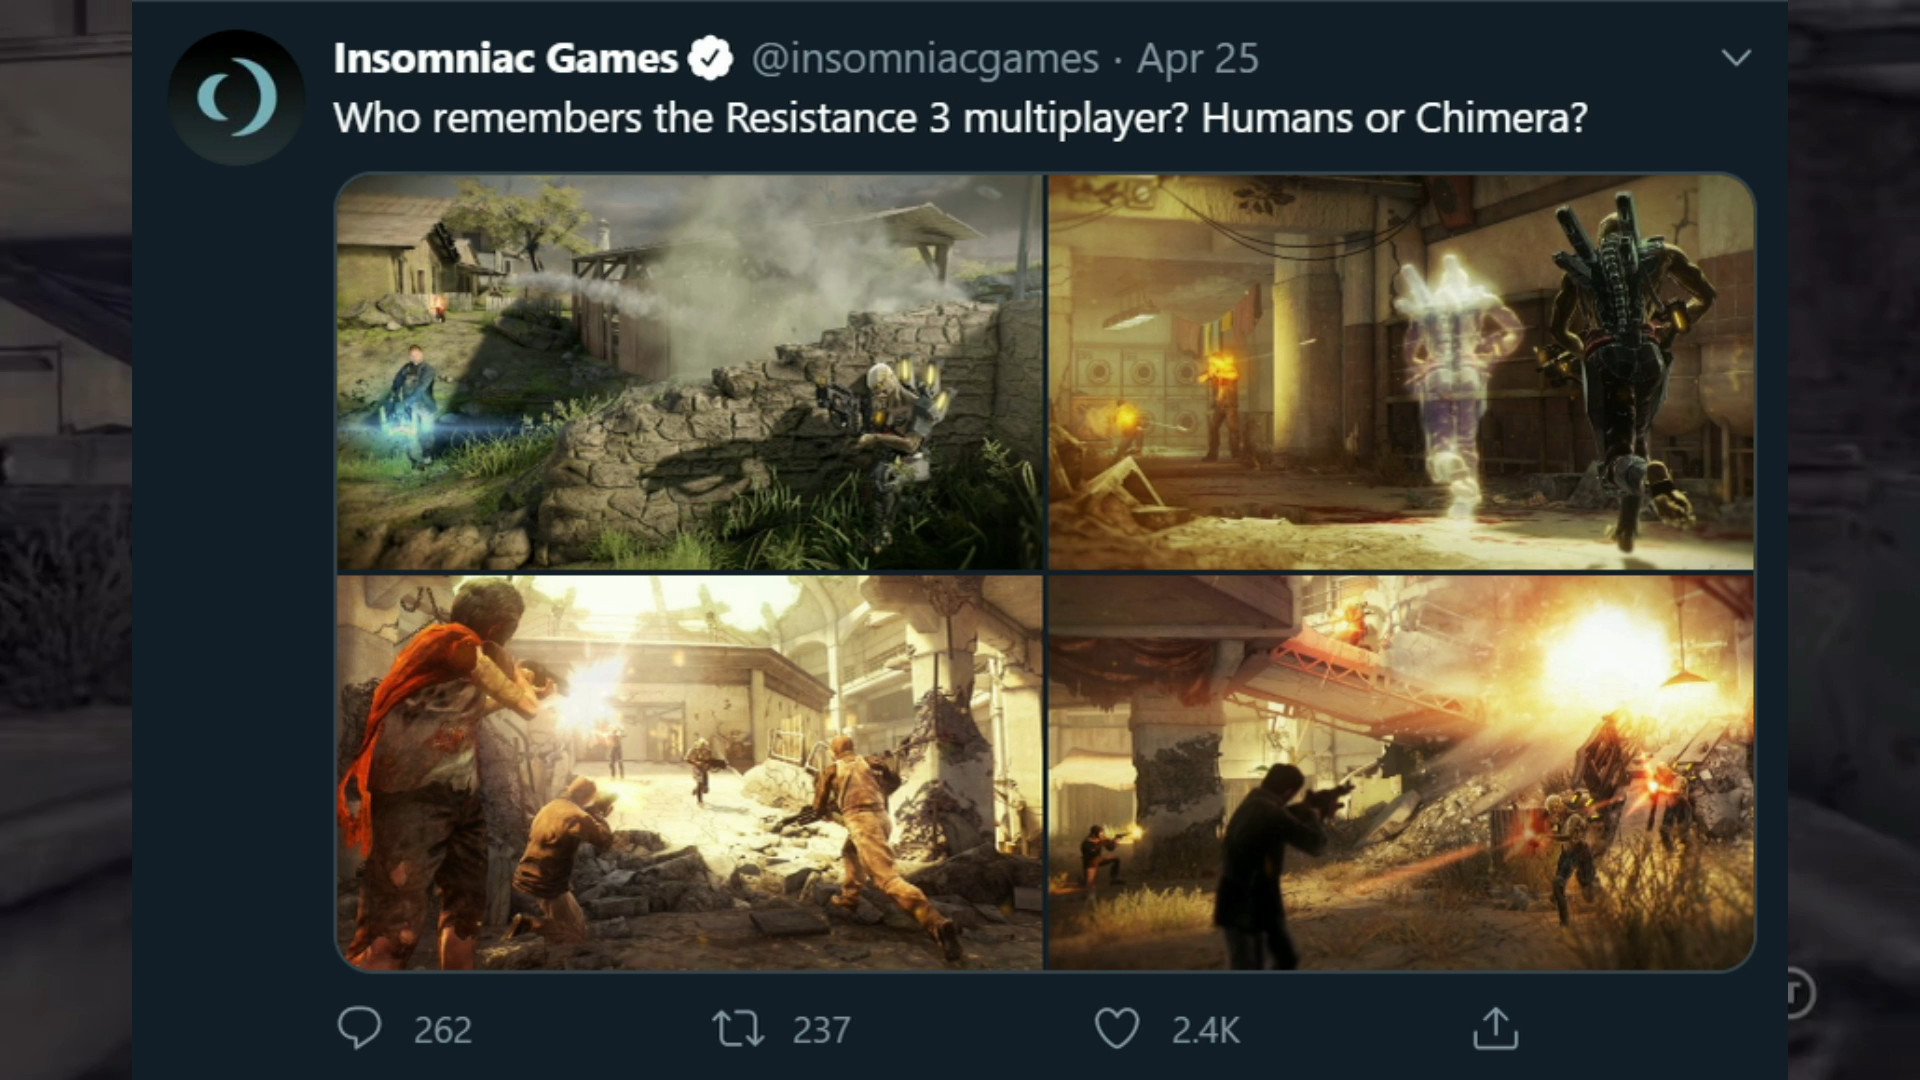 Insomniac Games @insomniacgames · Apr 25
Who remembers the Resistance 3 multiplayer? Humans or Chimera?
262 237 2.4K